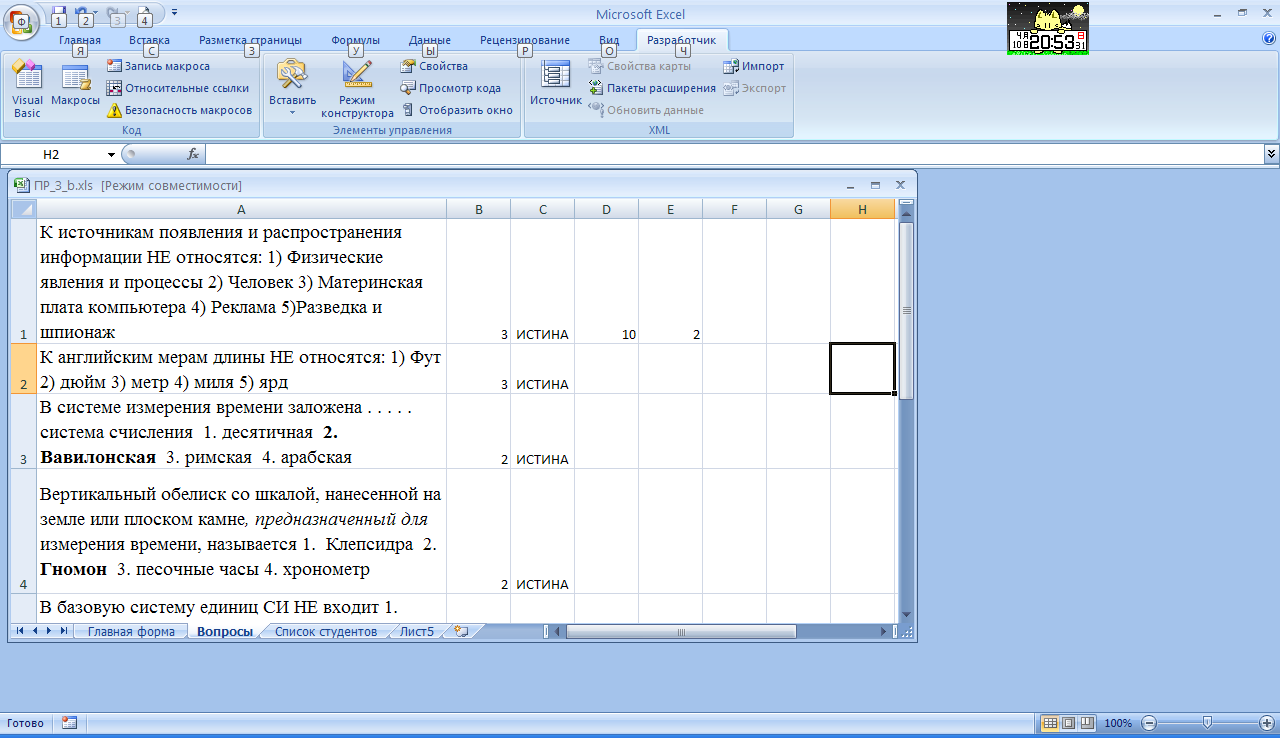 Microsoft Excel
1 2 3 4
Главная Вставка Разметка страницы Формулы Данные Рецензирование Вид Разработчик
Ф Я С З У Ы Р О Ч
Visual Basic
Макросы
Запись макроса
Относительные ссылки
Безопасность макросов
Код
Вставить
Режим конструктора
Свойства
Просмотр кода
Отобразить окно
Элементы управления
Источник
Свойства карты
Пакеты расширения
Обновить данные
Импорт
Экспорт
XML
20:53
H2
fx
ПР_3_b.xls [Режим совместимости]
A B C D E F G H
К источникам появления и распространения
информации НЕ относятся: 1) Физические
явления и процессы 2) Человек 3) Материнская
плата компьютера 4) Реклама 5)Разведка и
1 шпионаж 3 ИСТИНА 10 2
К английским мерам длины НЕ относятся: 1) Фут
2 2) дюйм 3) метр 4) миля 5) ярд 3 ИСТИНА
В системе измерения времени заложена . . . . .
система счисления 1. десятичная 2.
3 Вавилонская 3. римская 4. арабская 2 ИСТИНА
Вертикальный обелиск со шкалой, нанесенной на
земле или плоском камне, предназначенный для
измерения времени, называется 1. Клепсидра 2.
4 Гномон 3. песочные часы 4. хронометр 2 ИСТИНА
В базовую систему единиц СИ НЕ входит 1.
Главная форма Вопросы Список студентов Лист5
Готово 100%